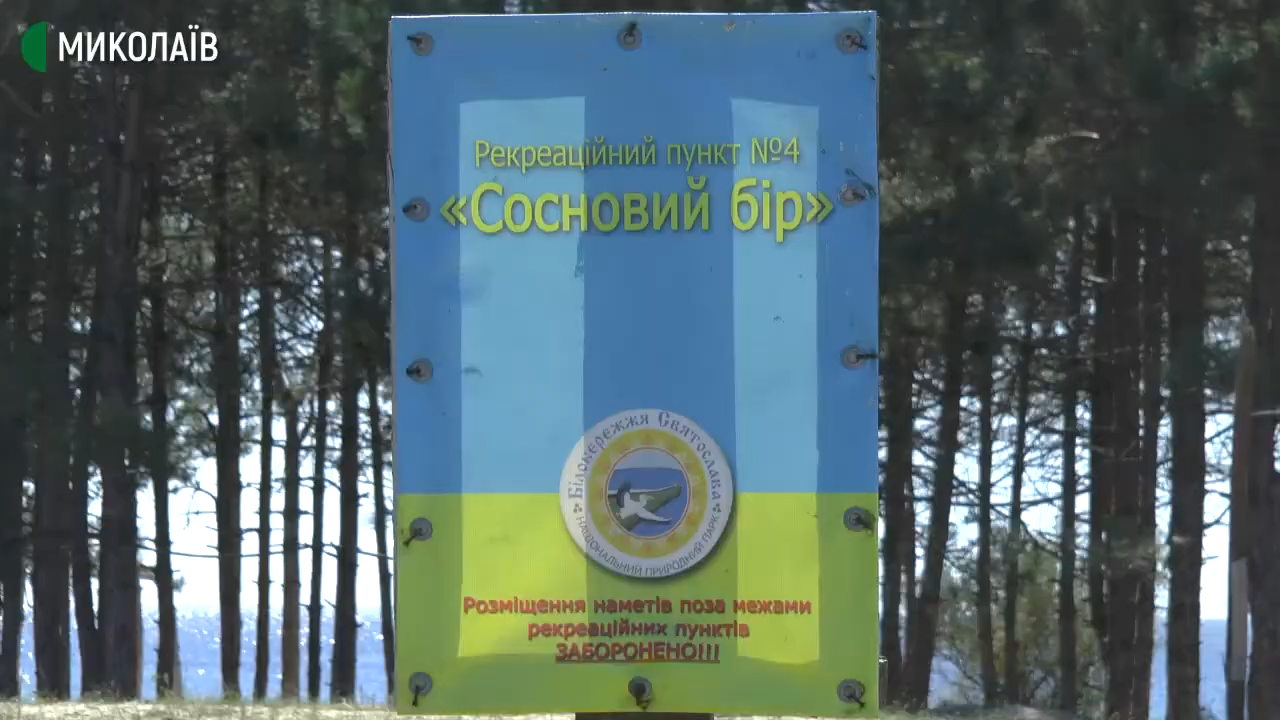 МИКОЛАЇВ
Рекреаційний пункт №4
«Сосновий бір»
Білобережжя Святослава
НАЦІОНАЛЬНИЙ ПРИРОДНИЙ ПАРК
Розміщення наметів поза межами
рекреаційних пунктів
ЗАБОРОНЕНО!!!